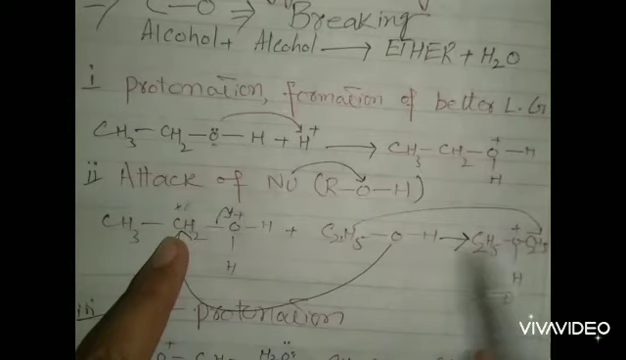 → C-O ⇒ Breaking
Alcohol + Alcohol → ETHER + H2O
i protonation, formation of better L.G
CH3-CH2-Ö-H + H+ → CH3-CH2-O+-H
H
ii Attack of NU (R-O-H)
CH3-CH2-O+-H + C2H5-O-H → C2H5-O+-C2H5
H H
iii protonation
H2O:
VIVAVIDEO